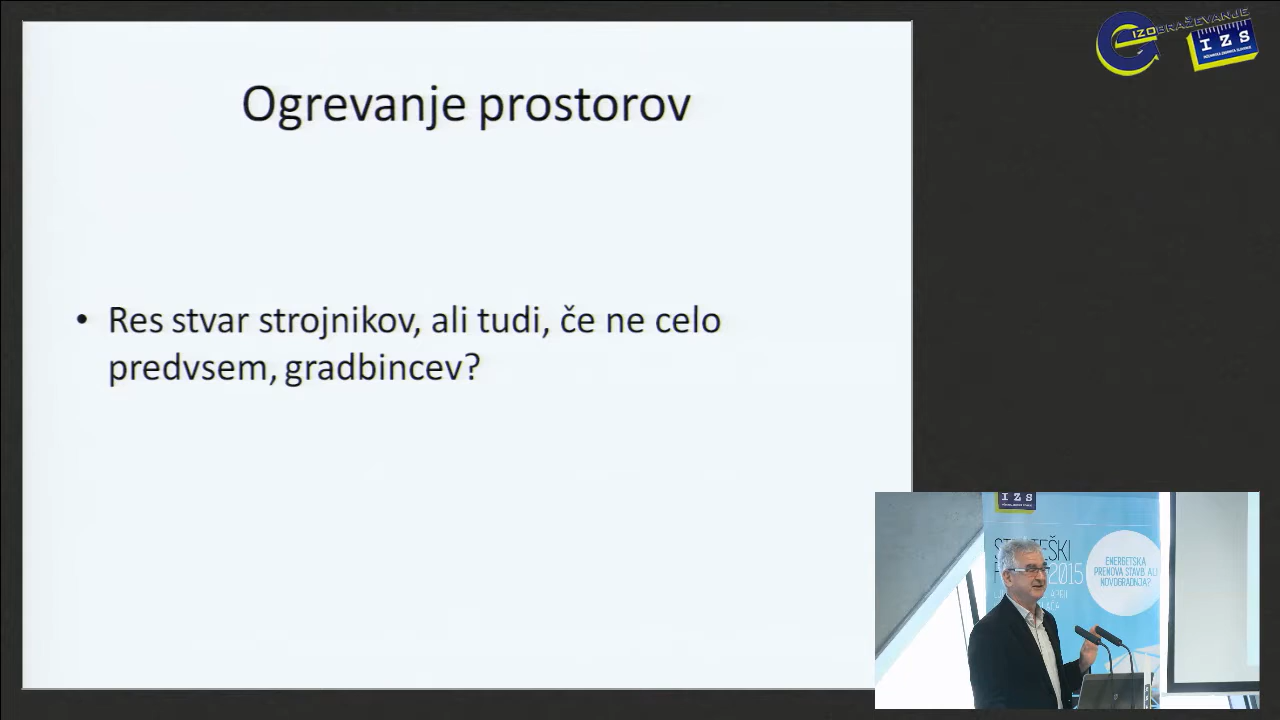 IZOBRAŽEVANJE
IZS
Ogrevanje prostorov
• Res stvar strojnikov, ali tudi, če ne celo
predvsem, gradbincev?
IZS
2015
ENERGETSKA
PRENOVA STAVB ALI
NOVOGRADNJA?